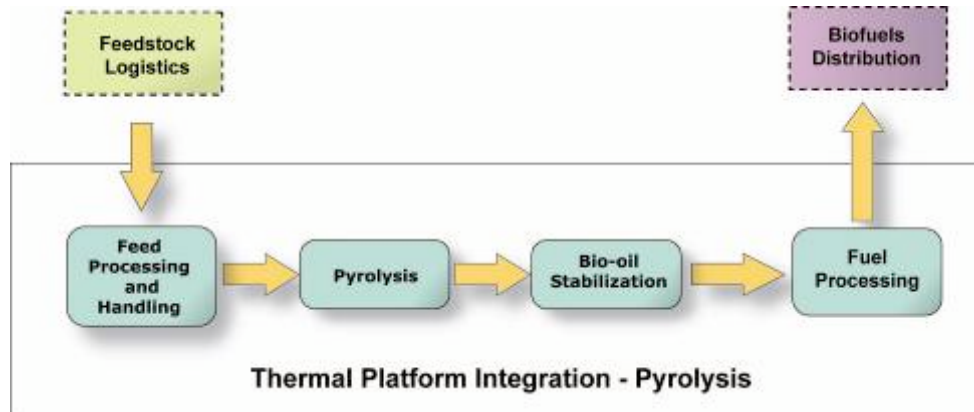 Feedstock
Logistics
Biofuels
Distribution
Feed
Processing
and
Handling
Pyrolysis
Bio-oil
Stabilization
Fuel
Processing
Thermal Platform Integration - Pyrolysis